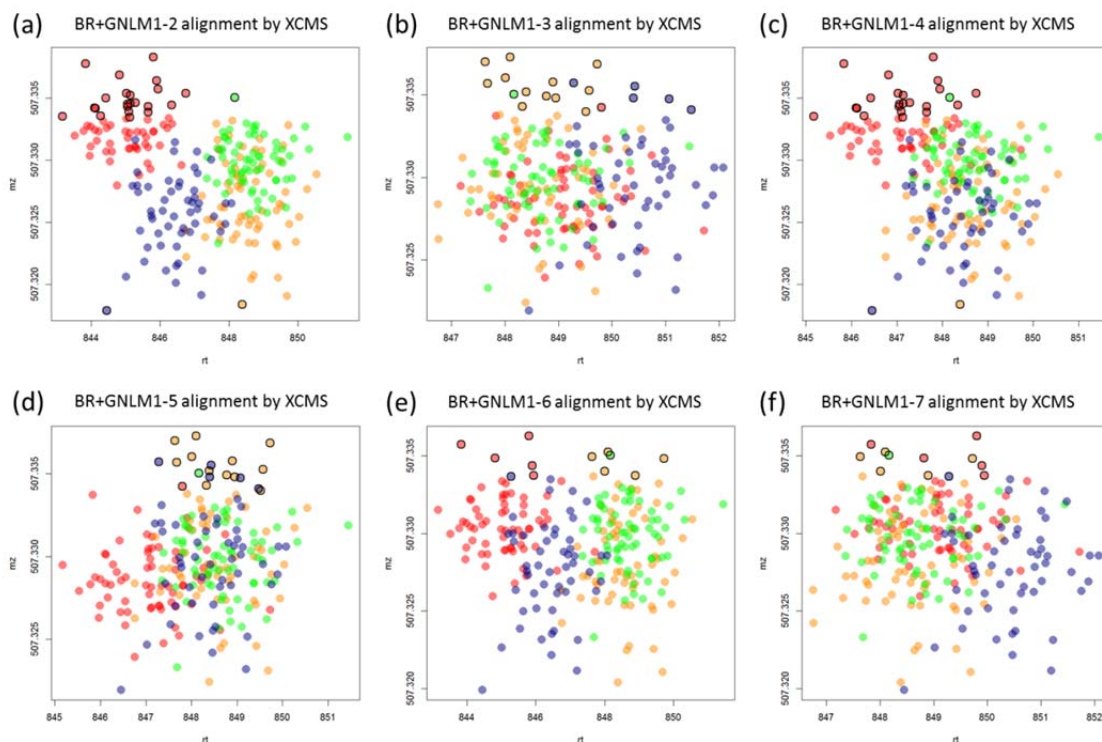 (a) BR+GNLM1-2 alignment by XCMS
507.335
507.330
507.325
507.320
mz
844 846 848 850
rt
(b) BR+GNLM1-3 alignment by XCMS
507.335
507.330
507.325
mz
847 848 849 850 851 852
rt
(c) BR+GNLM1-4 alignment by XCMS
507.335
507.330
507.325
507.320
mz
845 846 847 848 849 850 851
rt
(d) BR+GNLM1-5 alignment by XCMS
507.335
507.330
507.325
mz
845 846 847 848 849 850 851
rt
(e) BR+GNLM1-6 alignment by XCMS
507.335
507.330
507.325
507.320
mz
844 846 848 850
rt
(f) BR+GNLM1-7 alignment by XCMS
507.335
507.330
507.325
507.320
mz
847 848 849 850 851 852
rt